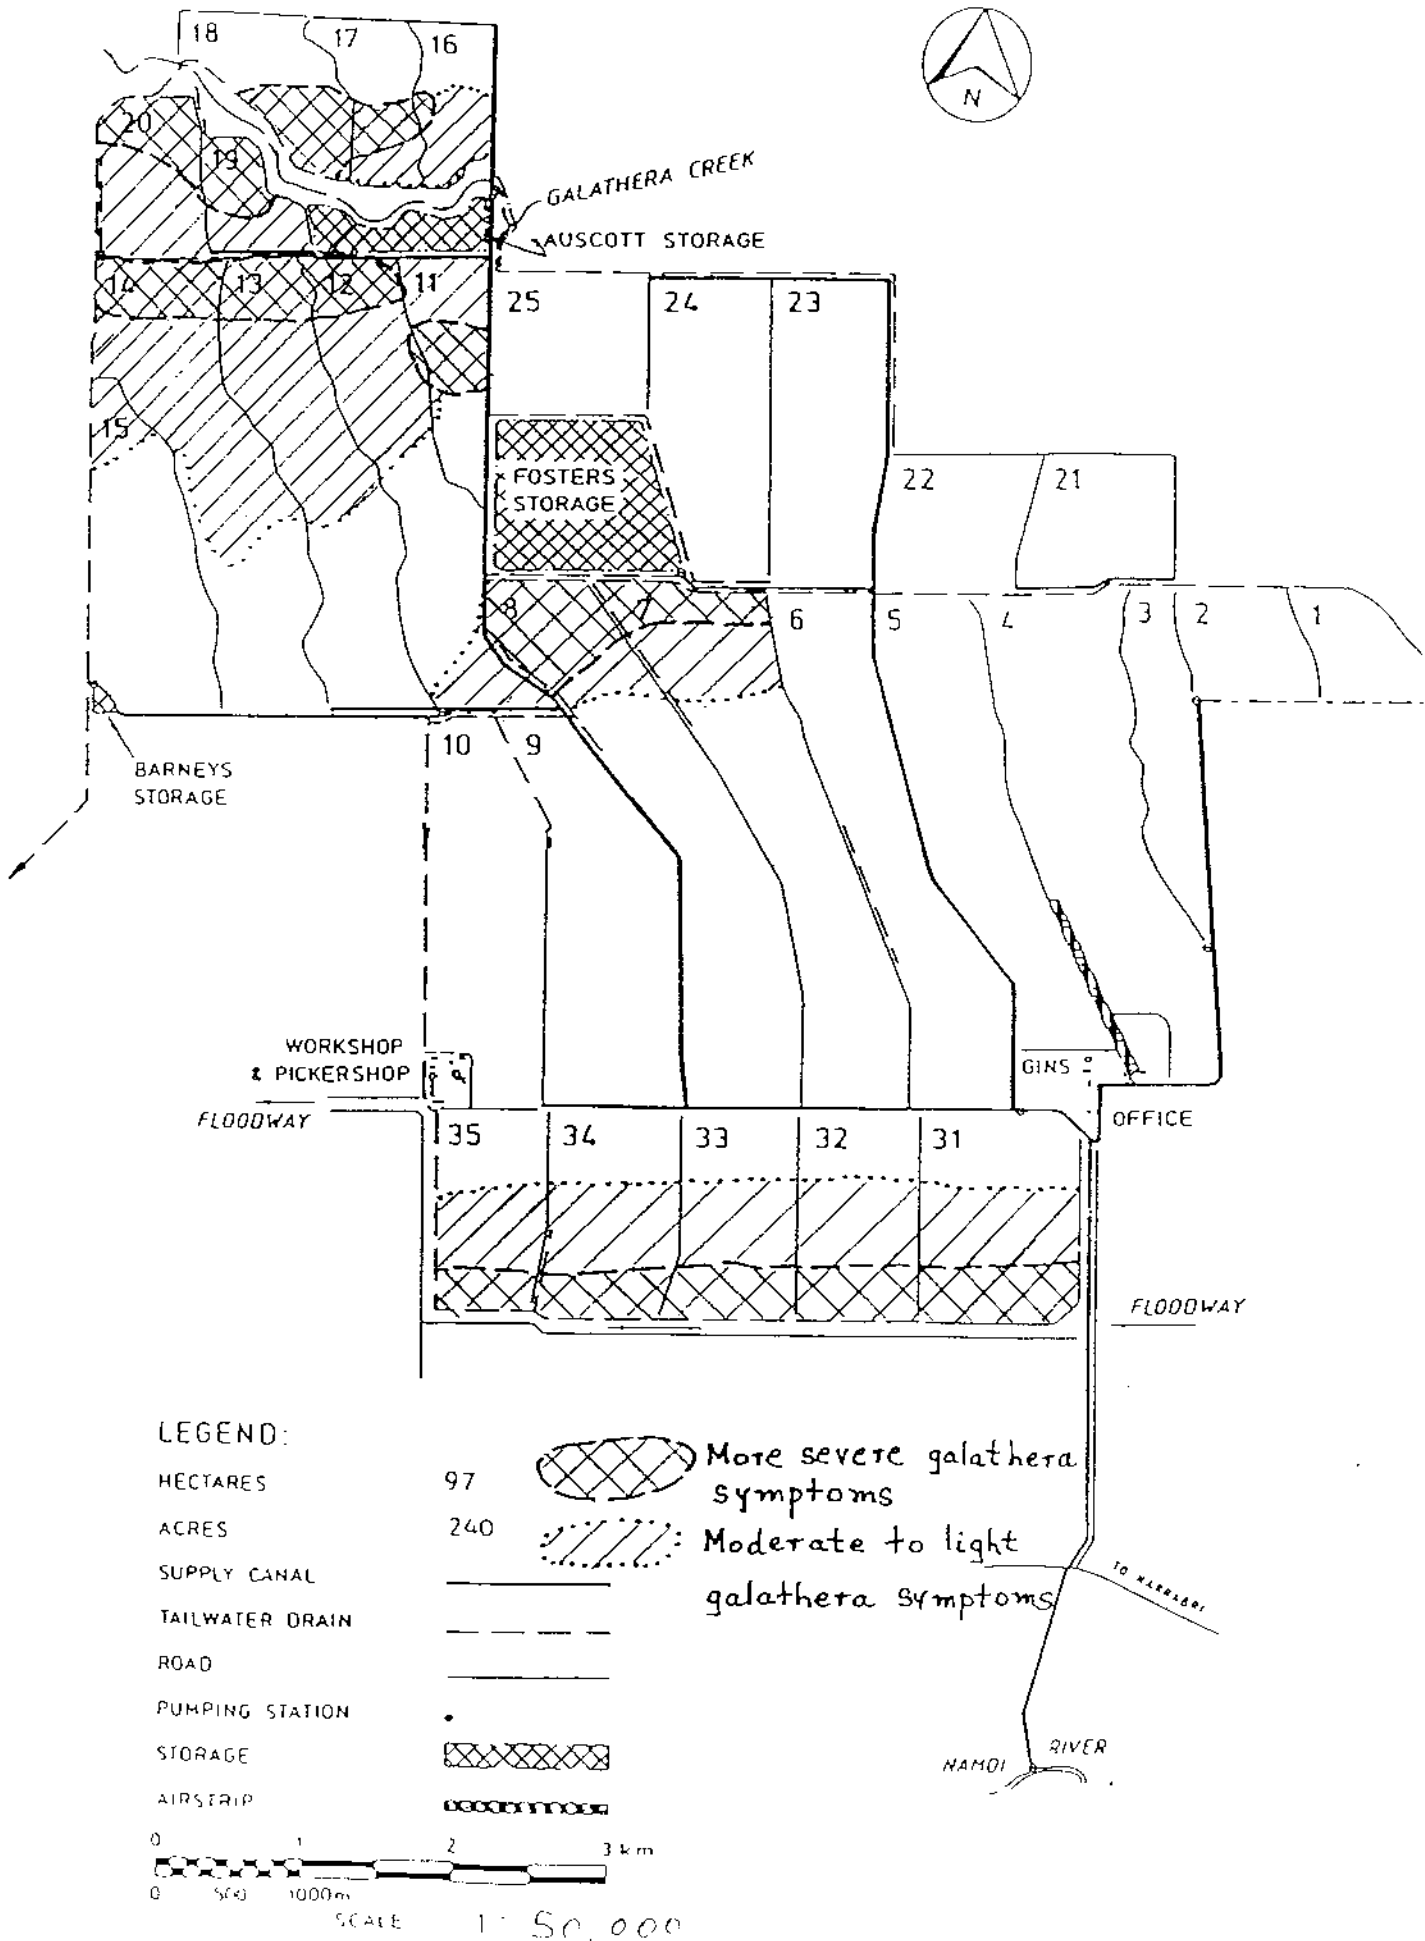 18 17 16
N
20
19
GALATHERA CREEK
AUSCOTT STORAGE
14 13 12 11
25 24 23
15
FOSTERS
STORAGE
22 21
8 7 6 5 4 3 2 1
10 9
BARNEYS
STORAGE
WORKSHOP
& PICKERSHOP
GINS
FLOODWAY
OFFICE
35 34 33 32 31
FLOODWAY
LEGEND:
HECTARES 97
ACRES 240
SUPPLY CANAL
TAILWATER DRAIN
ROAD
PUMPING STATION
STORAGE
AIRSTRIP
More severe galathera
symptoms
Moderate to light
galathera symptoms
TO NARRABRI
NAMOI RIVER
0 1 2 3 km
0 500 1000m
SCALE 1: 50,000